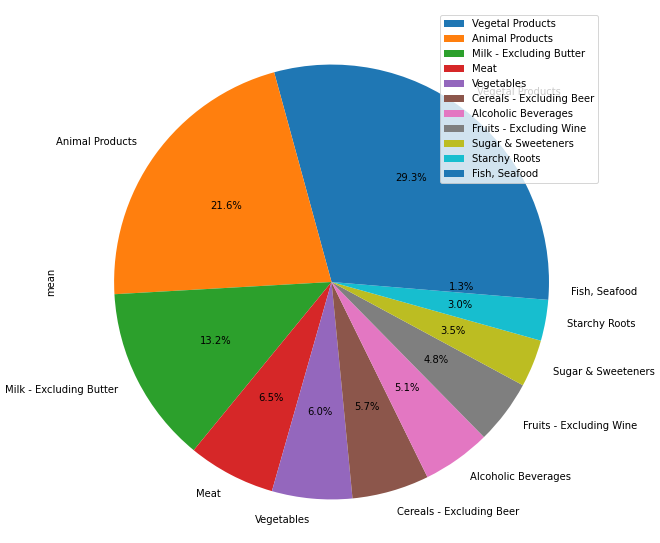 Vegetal Products
Animal Products
Milk - Excluding Butter
Meat
Vegetables
Cereals - Excluding Beer
Alcoholic Beverages
Fruits - Excluding Wine
Sugar & Sweeteners
Starchy Roots
Fish, Seafood
Vegetal Products
Animal Products
29.3%
21.6%
mean
1.3%
Fish, Seafood
3.0%
Starchy Roots
13.2%
3.5%
4.8%
Sugar & Sweeteners
Milk - Excluding Butter
5.1%
6.5%
5.7%
6.0%
Fruits - Excluding Wine
Alcoholic Beverages
Meat
Cereals - Excluding Beer
Vegetables